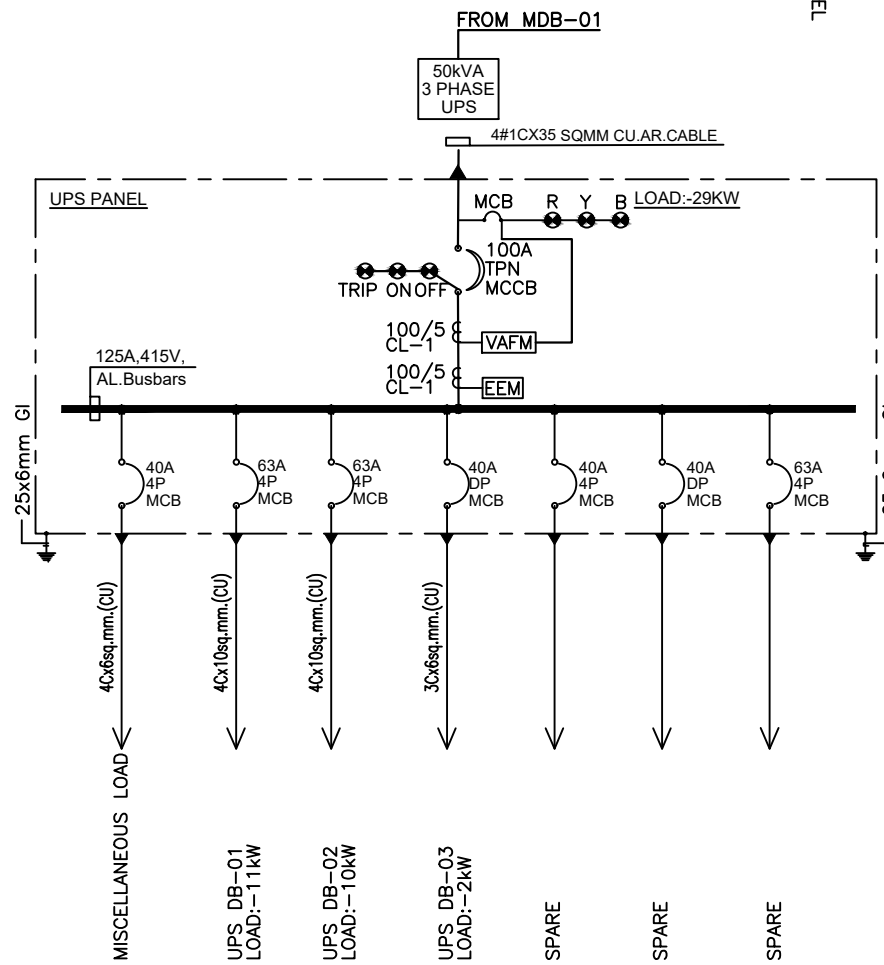 EL
FROM MDB-01
50kVA
3 PHASE
UPS
4#1CX35 SQMM CU.AR.CABLE
UPS PANEL
MCB R Y B LOAD:-29KW
100A
TPN
MCCB
TRIP ON OFF
100/5
CL-1
VAFM
100/5
CL-1
EEM
125A,415V,
AL.Busbars
25x6mm GI
40A
4P
MCB
63A
4P
MCB
63A
4P
MCB
40A
DP
MCB
40A
4P
MCB
40A
DP
MCB
63A
4P
MCB
4Cx6sq.mm.(CU)
4Cx10sq.mm.(CU)
4Cx10sq.mm.(CU)
3Cx6sq.mm.(CU)
MISCELLANEOUS LOAD
UPS DB-01
LOAD:-11kW
UPS DB-02
LOAD:-10kW
UPS DB-03
LOAD:-2kW
SPARE
SPARE
SPARE